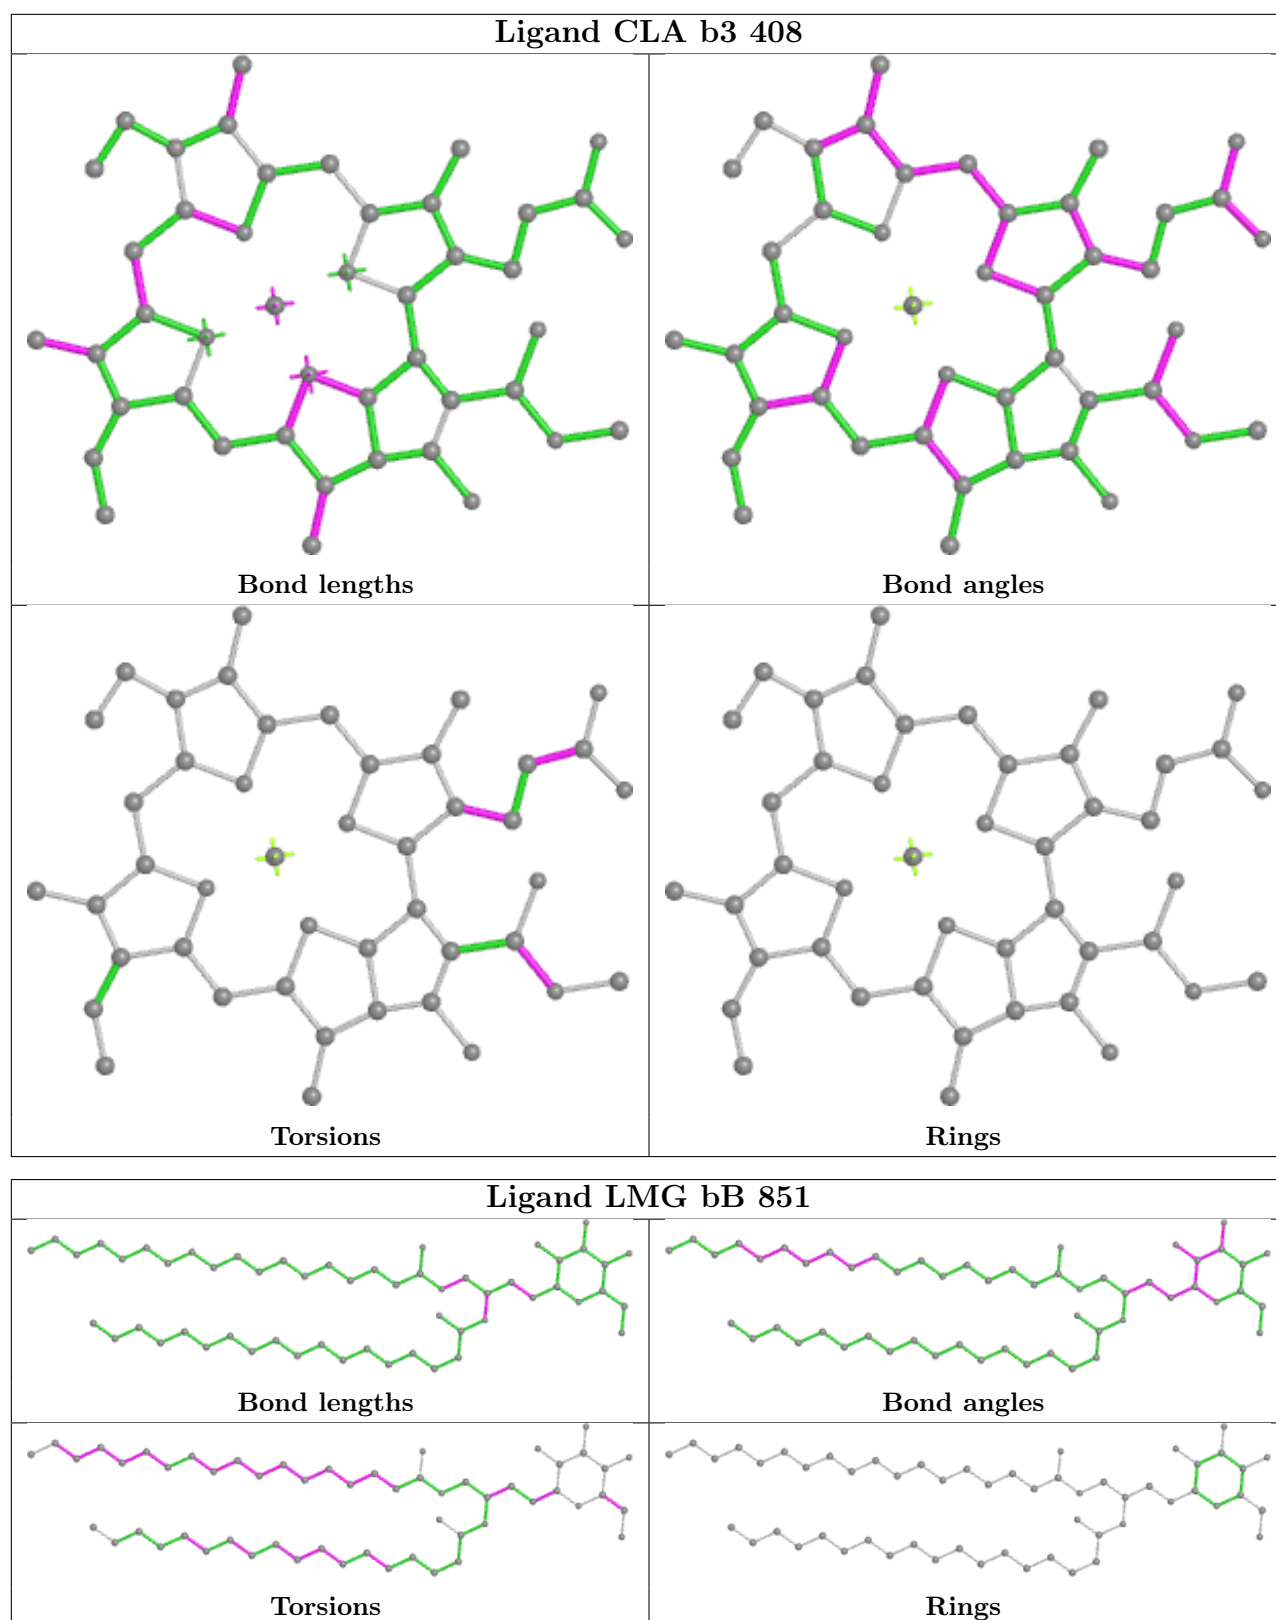 Ligand CLA b3 408
Bond lengths
Bond angles
Torsions
Rings
Ligand LMG bB 851
Bond lengths
Bond angles
Torsions
Rings